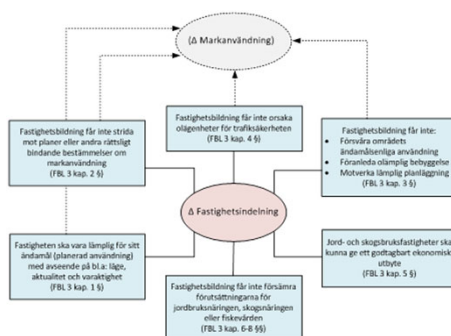 (Δ Markanvändning)
Fastighetsbildning får inte strida
mot planer eller andra rättsligt
bindande bestämmelser om
markanvändning
(FBL 3 kap. 2 §)
Fastighetsbildning får inte orsaka
olägenheter för trafiksäkerheten
(FBL 3 kap. 4 §)
Fastighetsbildning får inte:
• Försvåra områdets
ändamålsenliga användning
• Föranleda olämplig bebyggelse
• Motverka lämplig planläggning
(FBL 3 kap. 3 §)
Δ Fastighetsindelning
Fastigheten ska vara lämplig för sitt
ändamål (planerad användning)
med avseende på bl.a: läge,
aktualitet och varaktighet
(FBL 3 kap. 1 §)
Fastighetsbildning får inte försämra
förutsättningarna för
jordbruksnäringen, skogsnäringen
eller fiskevården
(FBL 3 kap. 6-8 §§)
Jord- och skogsbruksfastigheter ska
kunna ge ett godtagbart ekonomiskt
utbyte
(FBL 3 kap. 5 §)